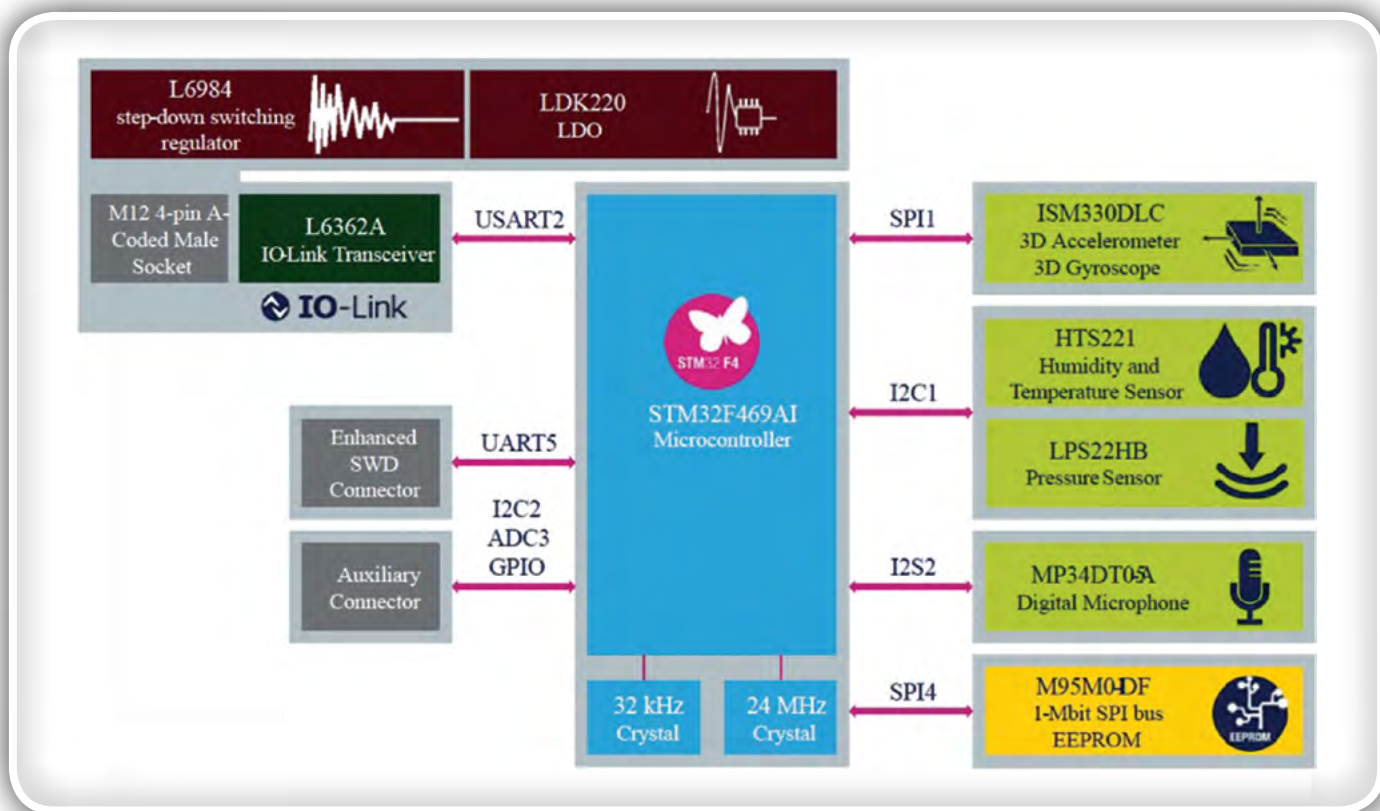 L6984
step-down switching
regulator
LDK220
LDO
M12 4-pin A-
Coded Male
Socket
L6362A
IO-Link Transceiver
IO-Link
USART2
STM32 F4
STM32F469AI
Microcontroller
SPI1
ISM330DLC
3D Accelerometer
3D Gyroscope
HTS221
Humidity and
Temperature Sensor
I2C1
LPS22HB
Pressure Sensor
Enhanced
SWD
Connector
UART5
I2C2
ADC3
GPIO
Auxiliary
Connector
I2S2
MP34DT05A
Digital Microphone
32 kHz
Crystal
24 MHz
Crystal
SPI4
M95M0-DF
1-Mbit SPI bus
EEPROM
EEPROM